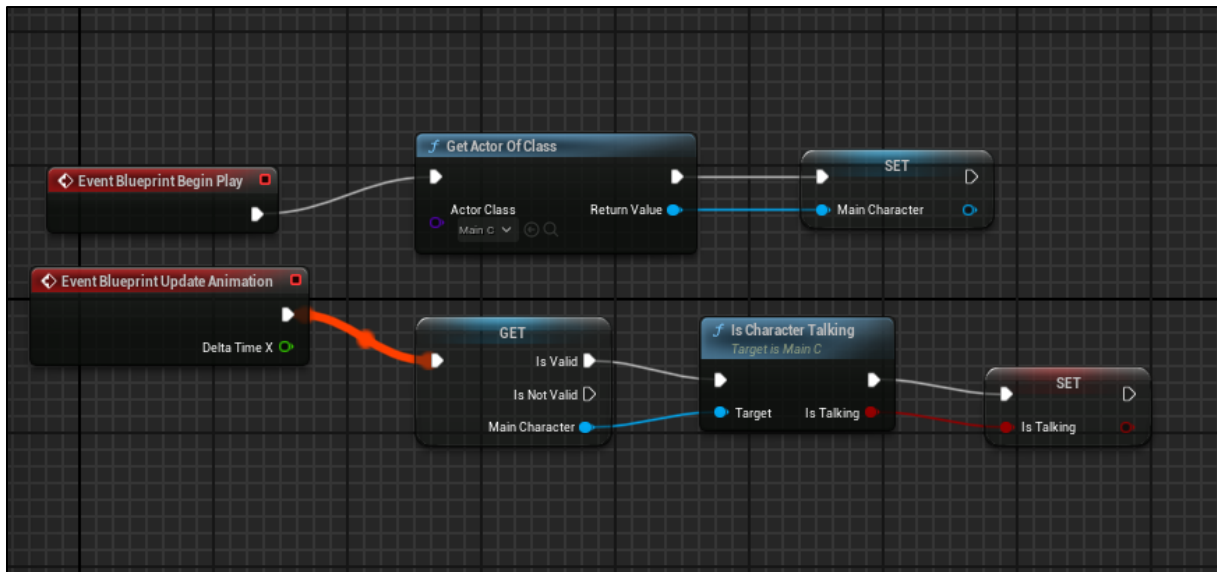 Event Blueprint Begin Play
Get Actor Of Class
Actor Class
Main C
Return Value
SET
Main Character
Event Blueprint Update Animation
Delta Time X
GET
Is Valid
Is Not Valid
Main Character
f Is Character Talking
Target is Main C
Target
Is Talking
SET
Is Talking